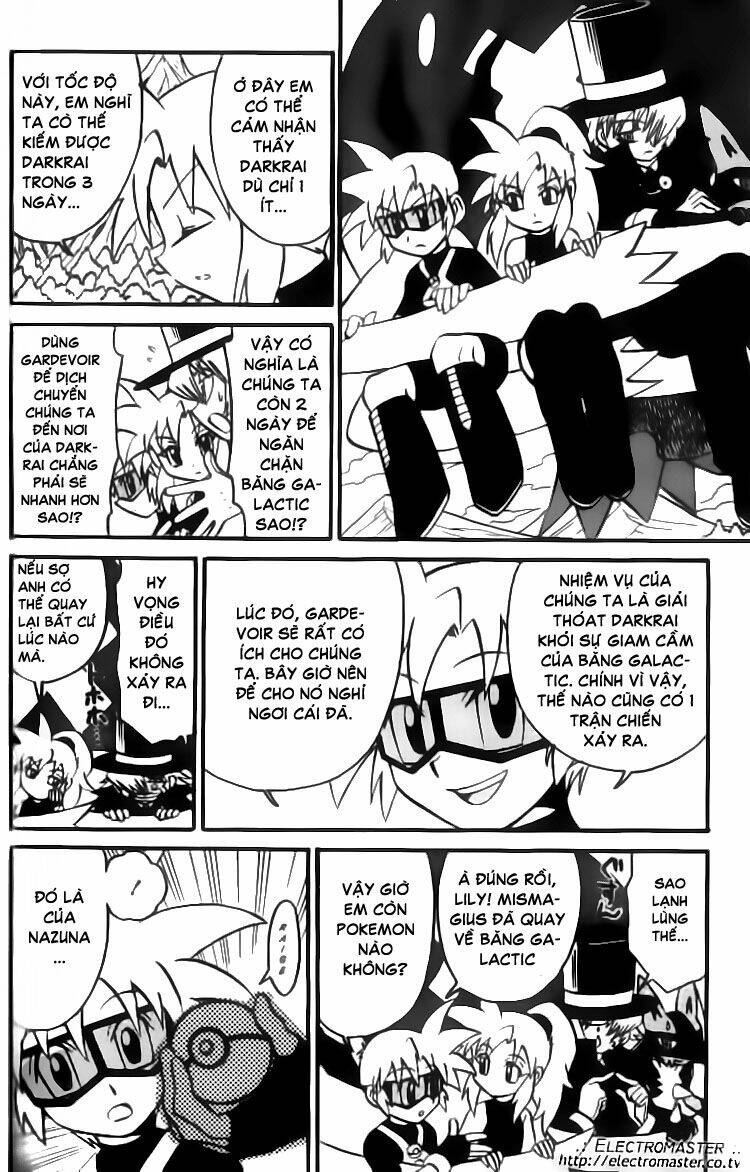 Ở ĐÂY EM
CÓ THỂ
CẢM NHẬN
THẤY
DARKRAI
DÙ CHỈ 1
ÍT...
VỚI TỐC ĐỘ
NÀY, EM NGHĨ
TA CÒ THỂ
KIẾM ĐƯỢC
DARKRAI
TRONG 3
NGÀY...
VẬY CÓ
NGHĨA LÀ
CHÚNG TA
CÒN 2
NGÀY ĐỂ
NGĂN
CHẶN
BĂNG GA-
LACTIC
SAO!?
DÙNG
GARDEVOIR
ĐỂ DỊCH
CHUYỂN
CHÚNG TA
ĐẾN NƠI
CỦA DARK-
RAI CHẲNG
PHẢI SẼ
NHANH HƠN
SAO!?
NHIỆM VỤ CỦA
CHÚNG TA LÀ GIẢI
THÓAT DARKRAI
KHỎI SỰ GIAM CẦM
CỦA BĂNG GALAC-
TIC. CHÍNH VÌ VẬY,
THẾ NÀO CŨNG CÓ 1
TRẬN CHIẾN
XẢY RA.
LÚC ĐÓ, GARDE-
VOIR SẼ RẤT CÓ
ÍCH CHO CHÚNG
TA. BÂY GIỜ NÊN
ĐỂ CHO NÓ NGHỈ
NGƠI CÁI ĐÃ.
HY
VỌNG
ĐIỀU
ĐÓ
KHÔNG
XẢY RA
ĐI...
NẾU SỢ
ANH CÓ
THỂ QUAY
LẠI BẤT CỨ
LÚC NÀO
MÀ.
SAO
LẠNH
LÙNG
THẾ...
À ĐÚNG RỒI,
LILY! MISMA-
GIUS ĐÃ QUAY
VỀ BĂNG GA-
LACTIC
VẬY GIỜ
EM CÒN
POKEMON
NÀO
KHÔNG?
RAISE
ĐÓ LÀ
CỦA
NAZUNA
...
.: ELECTROMASTER :.
http://electromaster.co.tv